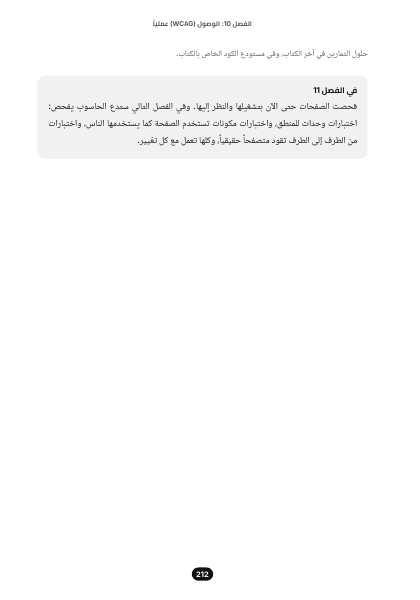 الفصل 10: الوصول (WCAG) عملياً
حلول التمارين في آخر الكتاب، وفي مستودع الكود الخاص بالكتاب.
في الفصل 11
فحصت الصفحات حتى الآن بتشغيلها والنظر إليها. وفي الفصل التالي ستدع الحاسوب يفحص:
اختبارات وحدات للمنطق، واختبارات مكونات تستخدم الصفحة كما يستخدمها الناس، واختبارات
من الطرف إلى الطرف تقود متصفحاً حقيقياً، وكلها تعمل مع كل تغيير.
212